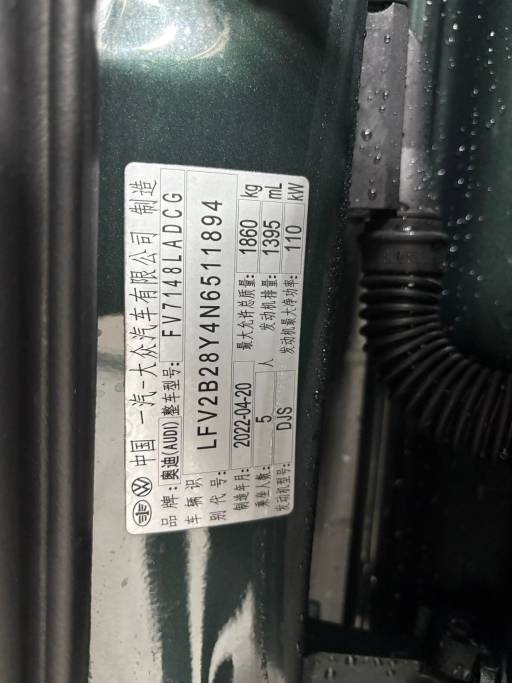 中国 一汽-大众汽车有限公司 制造
品 牌: 奥迪(AUDI) 整车型号: FV7148LADCG
车 辆 识
别 代 号: LFV2B28Y4N6511894
制造年月: 2022-04-20 最大允许总质量: 1860 kg
乘坐人数: 5 人 发动机排量: 1395 mL
发动机型号: DJS 发动机最大净功率: 110 kW